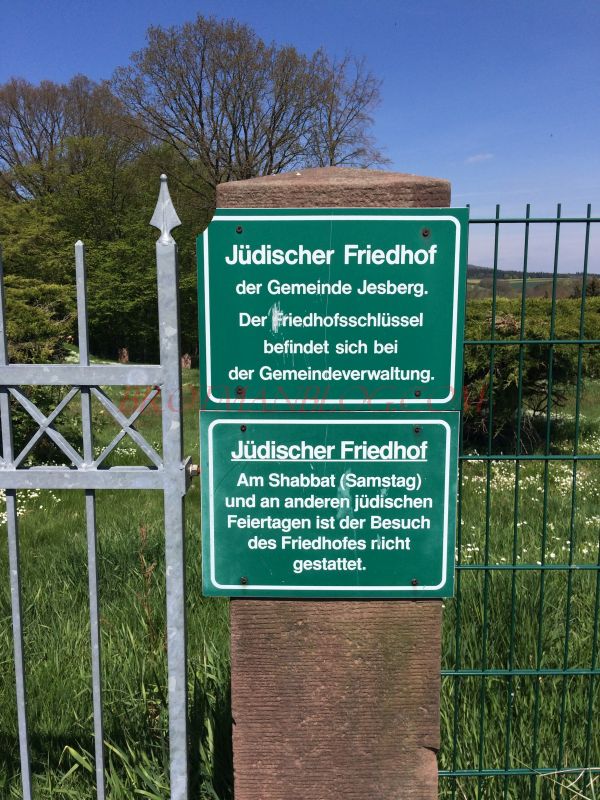 Jüdischer Friedhof
der Gemeinde Jesberg.
Der Friedhofsschlüssel
befindet sich bei
der Gemeindeverwaltung.
Jüdischer Friedhof
Am Shabbat (Samstag)
und an anderen jüdischen
Feiertagen ist der Besuch
des Friedhofes nicht
gestattet.